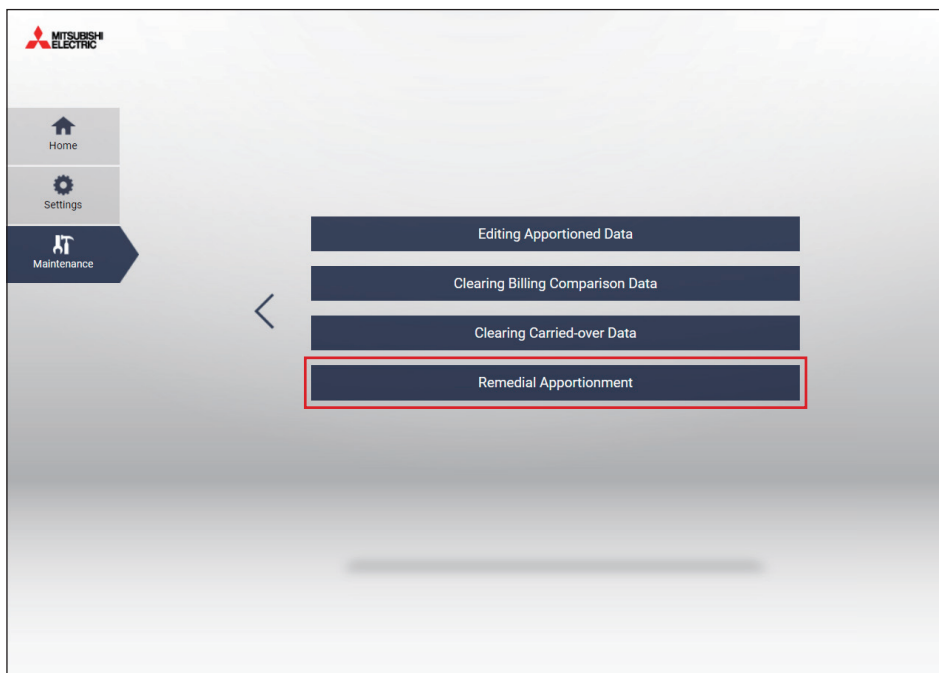 MITSUBISHI
ELECTRIC
Home
Settings
Maintenance
Editing Apportioned Data
Clearing Billing Comparison Data
Clearing Carried-over Data
Remedial Apportionment